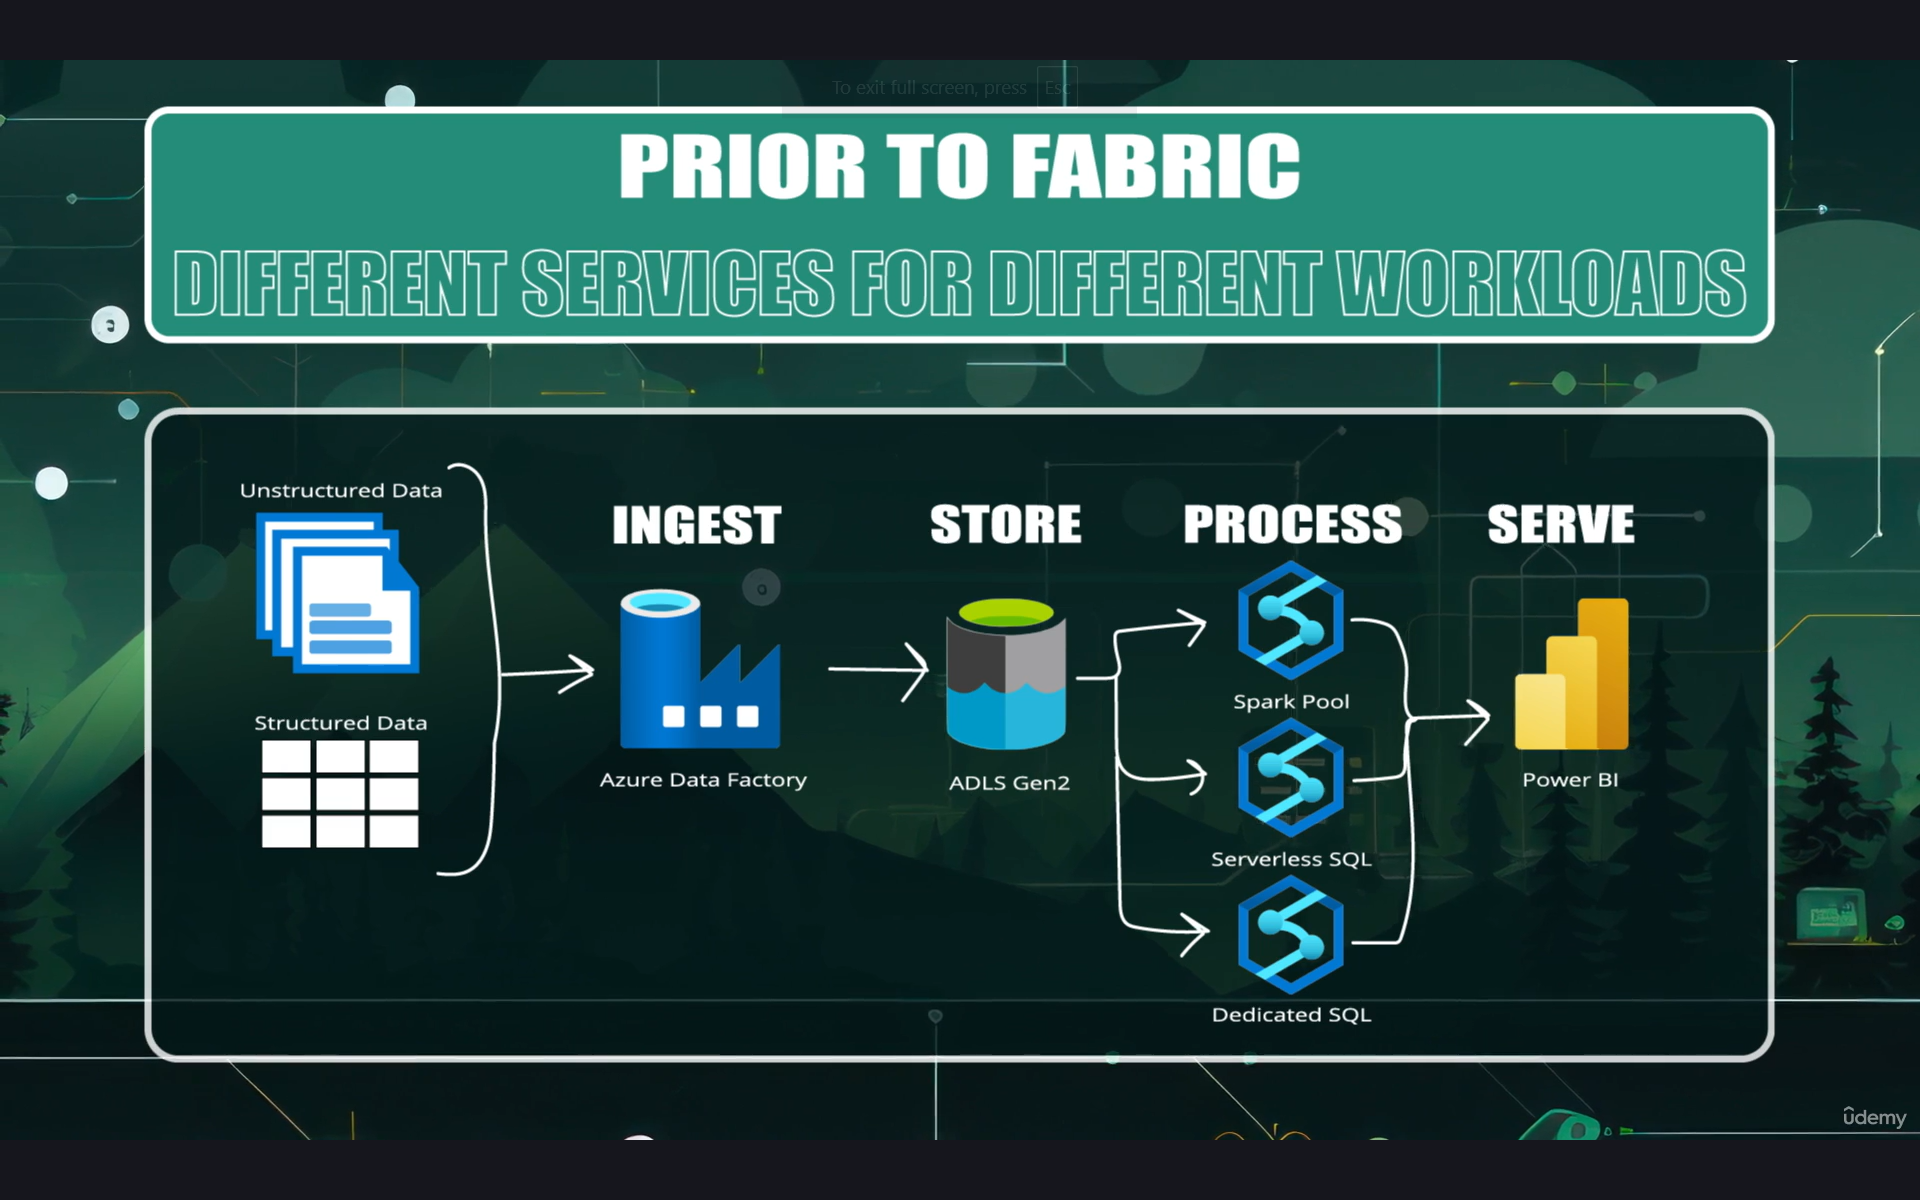 To exit full screen, press Esc
PRIOR TO FABRIC
DIFFERENT SERVICES FOR DIFFERENT WORKLOADS
Unstructured Data
Structured Data
INGEST
Azure Data Factory
STORE
ADLS Gen2
PROCESS
Spark Pool
Serverless SQL
Dedicated SQL
SERVE
Power BI
udemy